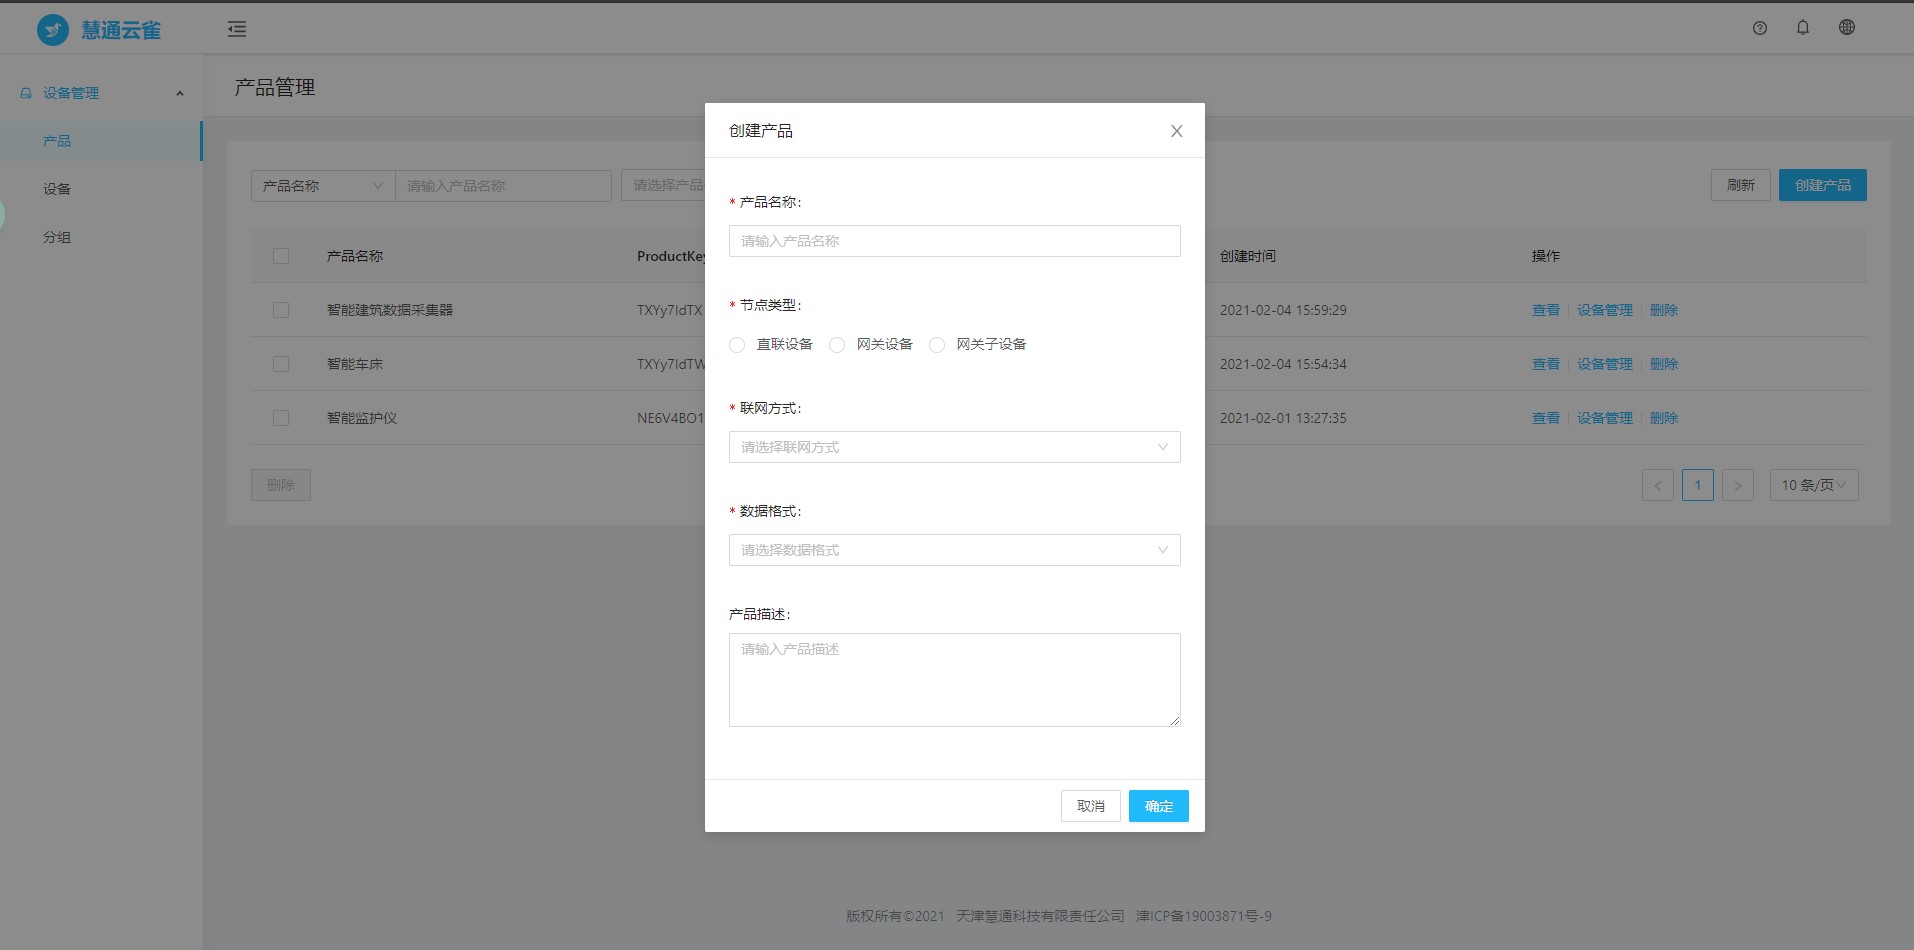 慧通云雀
设备管理
产品
设备
分组
产品管理
产品名称 请输入产品名称 请选择产品
刷新 创建产品
产品名称 ProductKey 创建时间 操作
智能建筑数据采集器 TXYy7IdTX 2021-02-04 15:59:29 查看 设备管理 删除
智能车床 TXYy7IdTW 2021-02-04 15:54:34 查看 设备管理 删除
智能监护仪 NE6V4BO1 2021-02-01 13:27:35 查看 设备管理 删除
删除
< 1 > 10 条/页
创建产品
* 产品名称:
请输入产品名称
* 节点类型:
直联设备 网关设备 网关子设备
* 联网方式:
请选择联网方式
* 数据格式:
请选择数据格式
产品描述:
请输入产品描述
取消 确定
版权所有©2021 天津慧通科技有限责任公司 津ICP备19003871号-9